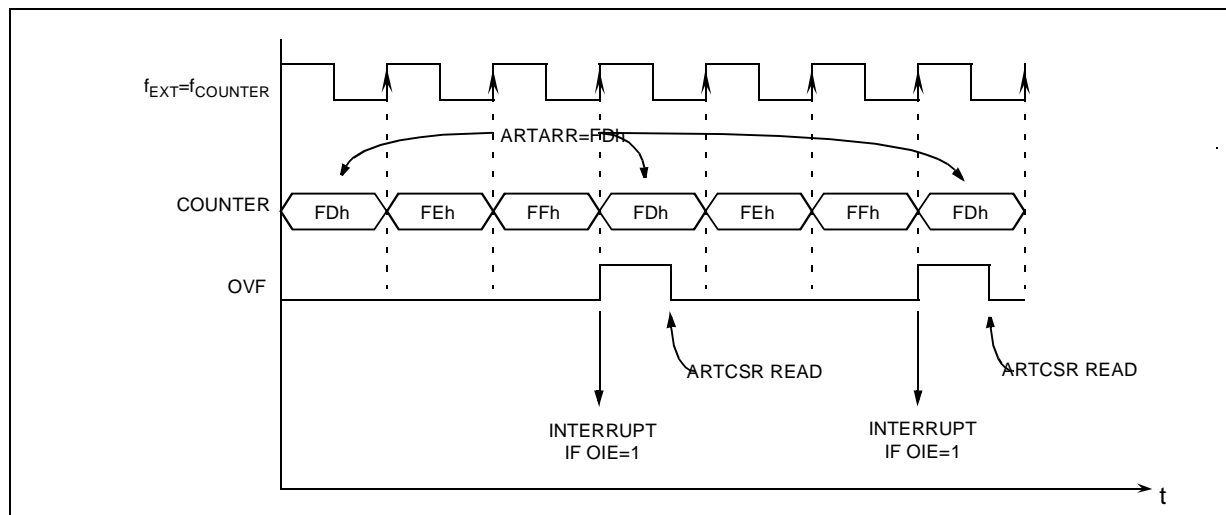 fEXT=fCOUNTER
ARTARR=FDh
COUNTER
FDh FEh FFh FDh FEh FFh FDh
OVF
ARTCSR READ
ARTCSR READ
INTERRUPT
IF OIE=1
INTERRUPT
IF OIE=1
t